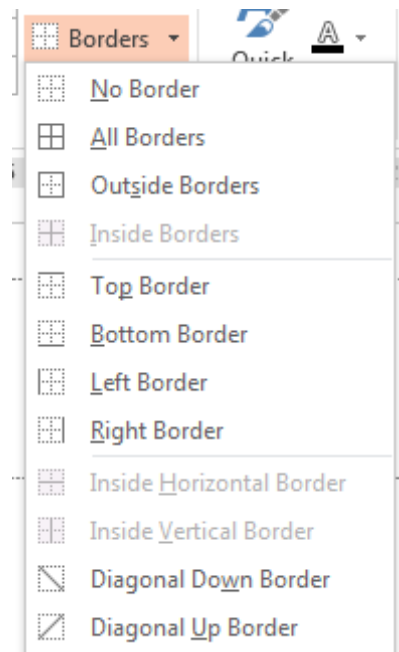 Borders
A
Quick
No Border
All Borders
Outside Borders
Inside Borders
Top Border
Bottom Border
Left Border
Right Border
Inside Horizontal Border
Inside Vertical Border
Diagonal Down Border
Diagonal Up Border